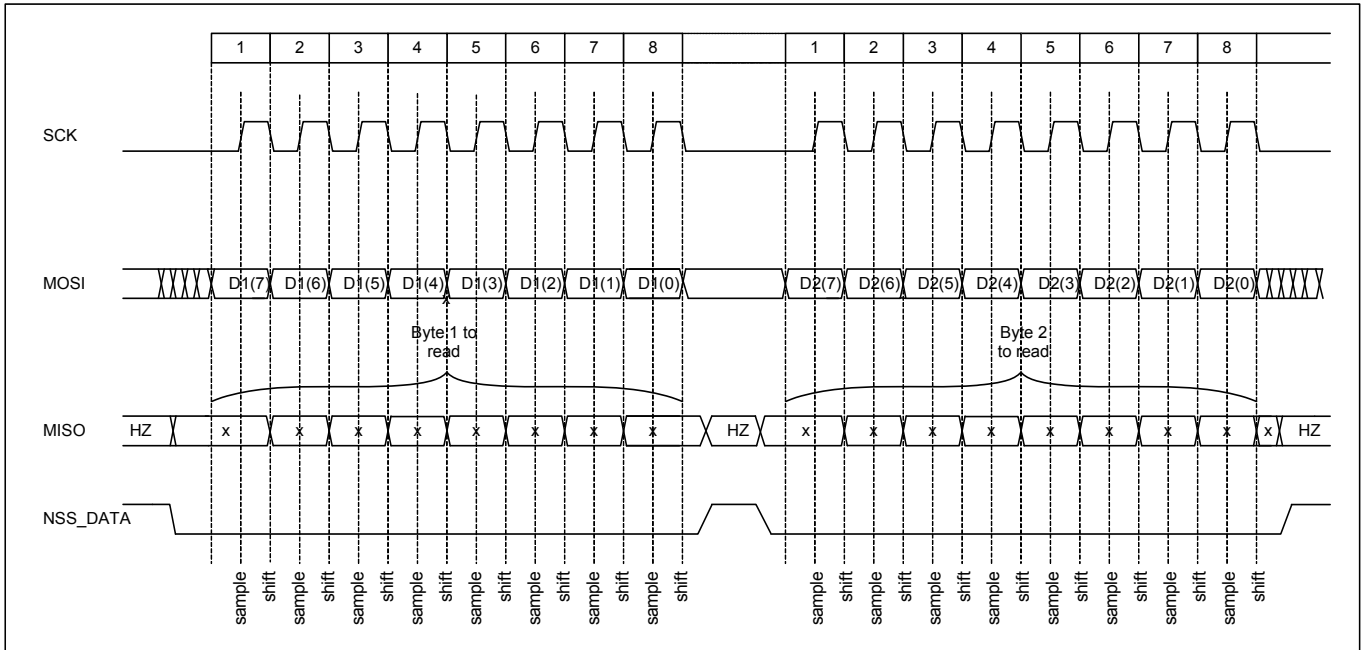 1 2 3 4 5 6 7 8 1 2 3 4 5 6 7 8
SCK
MOSI D1(7) D1(6) D1(5) D1(4) D1(3) D1(2) D1(1) D1(0) D2(7) D2(6) D2(5) D2(4) D2(3) D2(2) D2(1) D2(0)
x
Byte 1 to Byte 2
read to read
MISO HZ x x x x x x x x HZ x x x x x x x x x HZ
NSS_DATA
sample shift sample shift sample shift sample shift sample shift sample shift sample shift sample shift sample shift sample shift sample shift sample shift sample shift sample shift sample shift sample shift